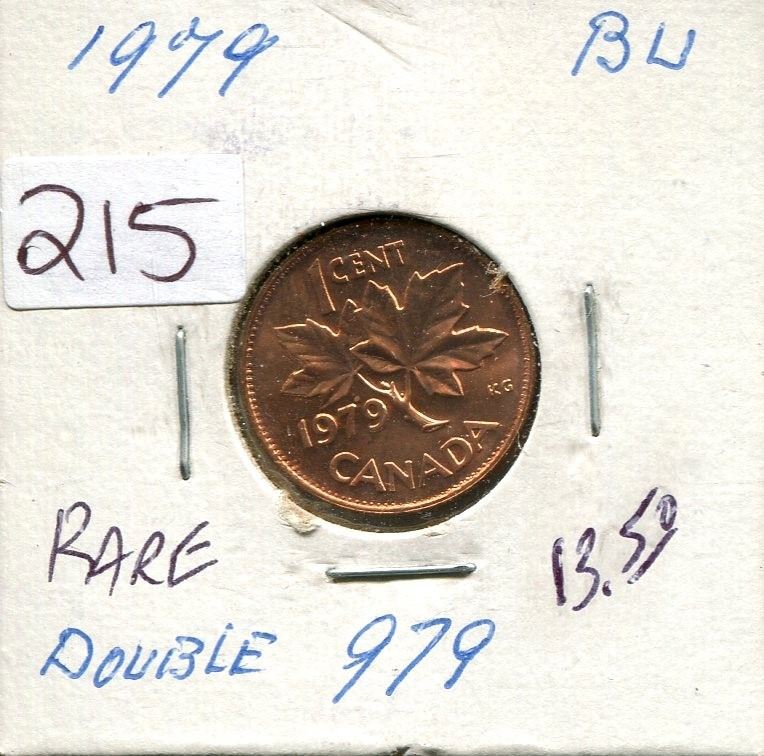 1979 BU
215
1 CENT
KG
1979
CANADA
RARE 13.50
DOUBLE 979